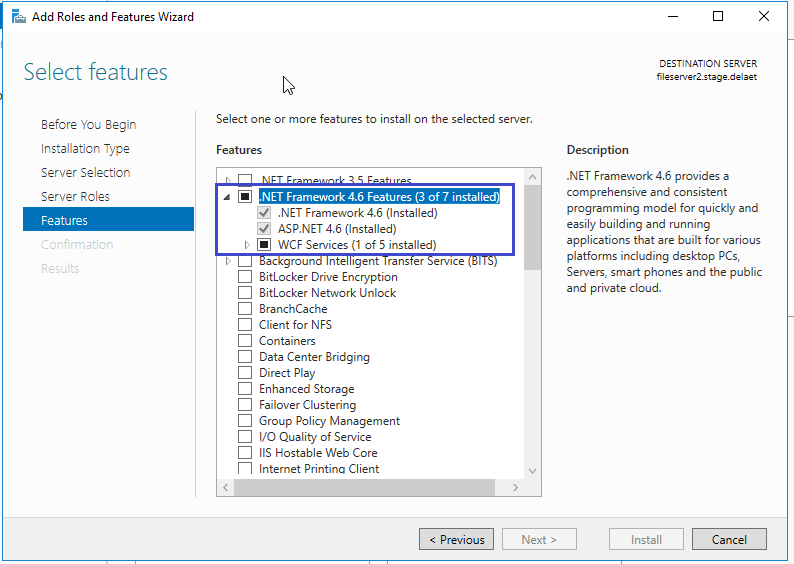 Add Roles and Features Wizard
Select features
DESTINATION SERVER
fileserver2.stage.delaet
Before You Begin
Installation Type
Server Selection
Server Roles
Features
Confirmation
Results
Select one or more features to install on the selected server.
Features
.NET Framework 3.5 Features
.NET Framework 4.6 Features (3 of 7 installed)
.NET Framework 4.6 (Installed)
ASP.NET 4.6 (Installed)
WCF Services (1 of 5 installed)
Background Intelligent Transfer Service (BITS)
BitLocker Drive Encryption
BitLocker Network Unlock
BranchCache
Client for NFS
Containers
Data Center Bridging
Direct Play
Enhanced Storage
Failover Clustering
Group Policy Management
I/O Quality of Service
IIS Hostable Web Core
Internet Printing Client
Description
.NET Framework 4.6 provides a
comprehensive and consistent
programming model for quickly and
easily building and running
applications that are built for various
platforms including desktop PCs,
Servers, smart phones and the public
and private cloud.
< Previous
Next >
Install
Cancel